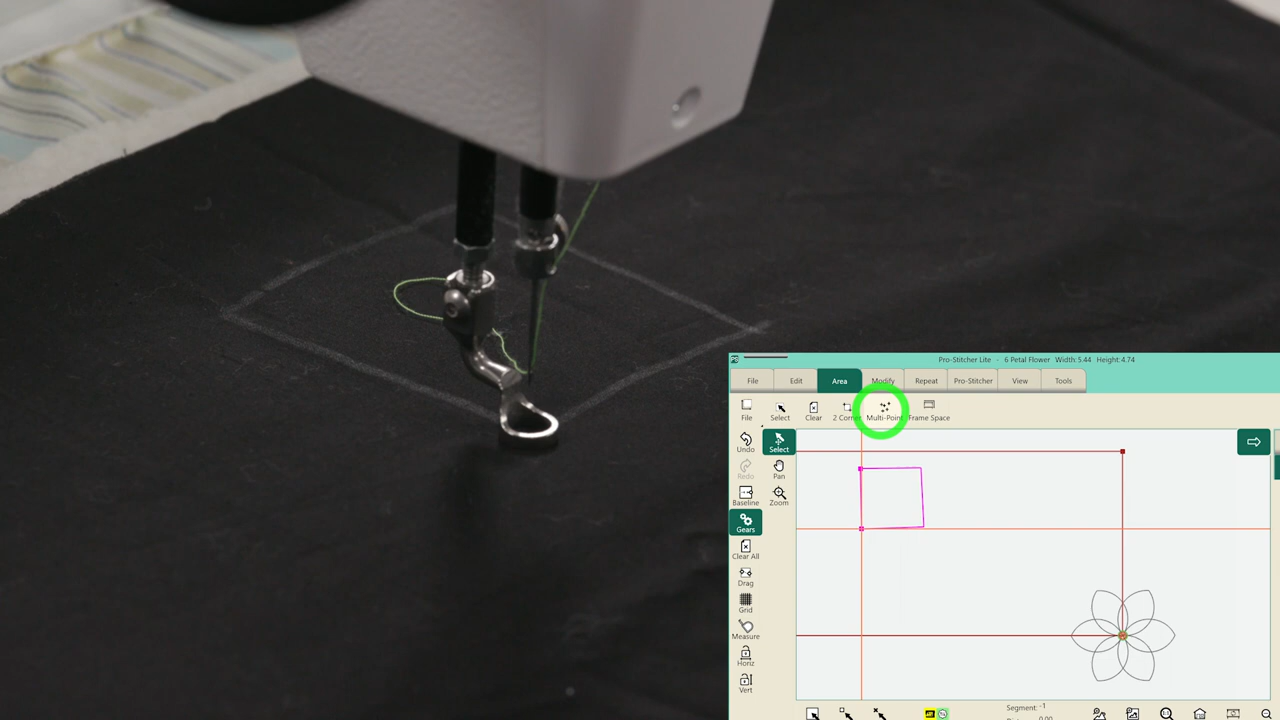 Pro-Stitcher Lite - 6 Petal Flower Width:5.44 Height:4.74
File Edit Area Modify Repeat Pro-Stitcher View Tools
File Select Clear 2 Corner Multi-Point Frame Space
Undo Select
Redo Pan
Baseline Zoom
Gears
Clear All
Drag
Grid
Measure
Horiz
Vert
Segment: -1
0.00